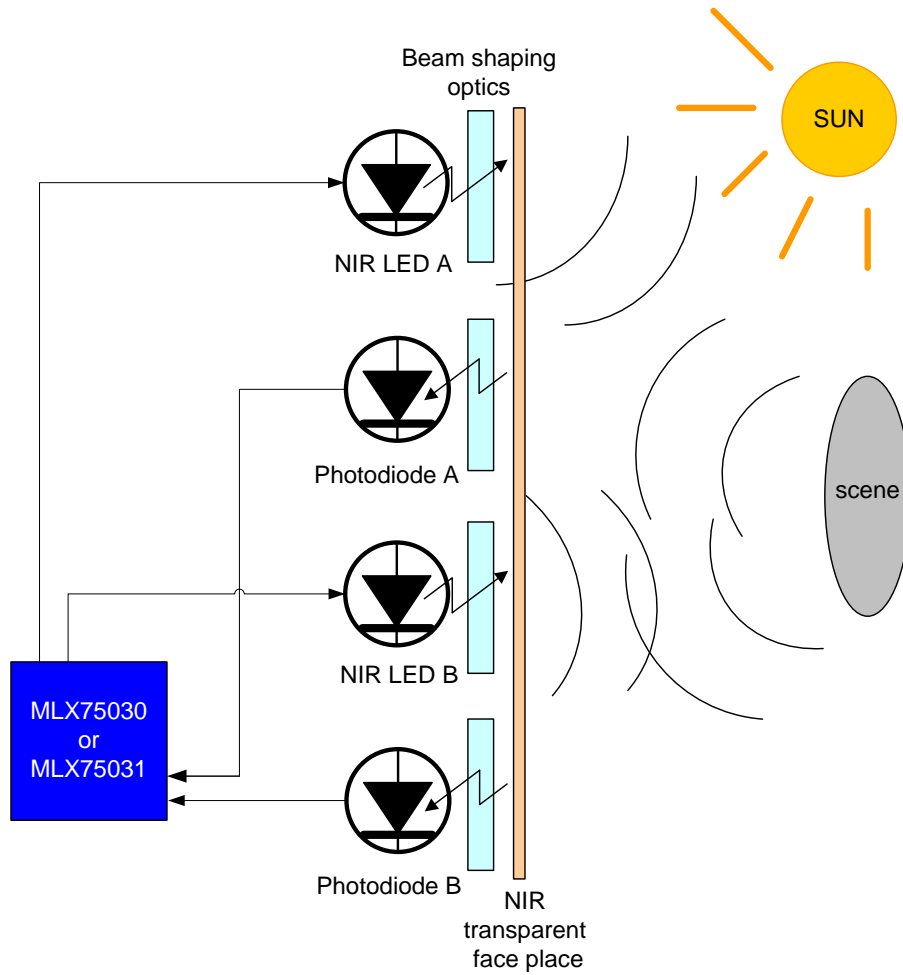 Beam shaping
optics
SUN
NIR LED A
Photodiode A
scene
NIR LED B
MLX75030
or
MLX75031
Photodiode B
NIR
transparent
face place